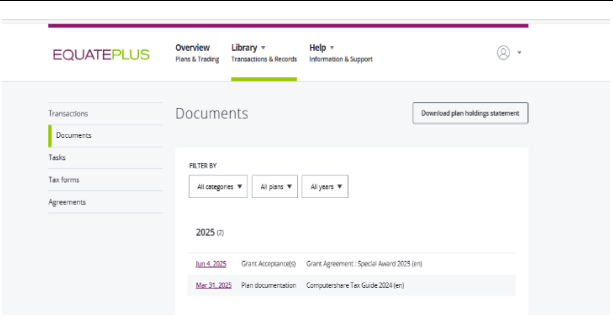 EQUATEPLUS
Overview
Plans & Trading
Library
Transactions & Records
Help
Information & Support
Transactions
Documents
Tasks
Tax forms
Agreements
Documents
Download plan holdings statement
FILTER BY
All categories
All plans
All years
2025 (2)
Jun 4, 2025 Grant Acceptance(s) Grant Agreement : Special Award 2025 (en)
Mar 31, 2025 Plan documentation Computershare Tax Guide 2024 (en)